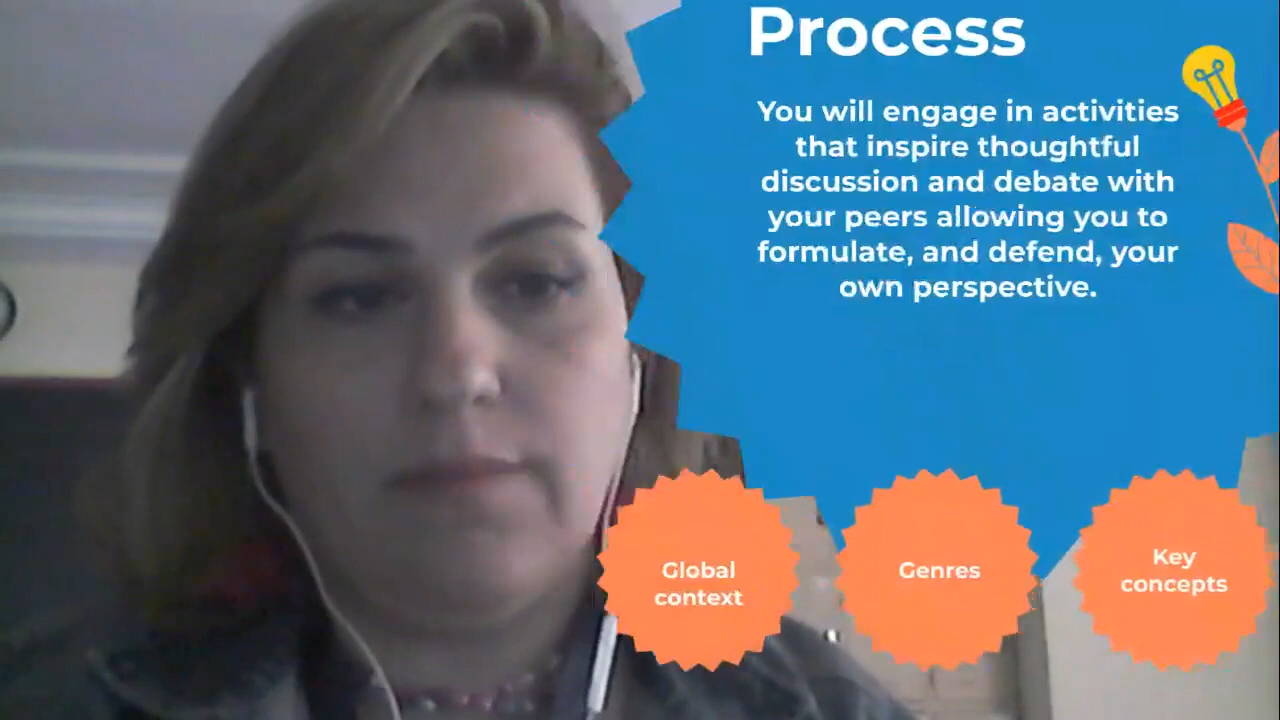 Process
You will engage in activities
that inspire thoughtful
discussion and debate with
your peers allowing you to
formulate, and defend, your
own perspective.
Global
context
Genres
Key
concepts